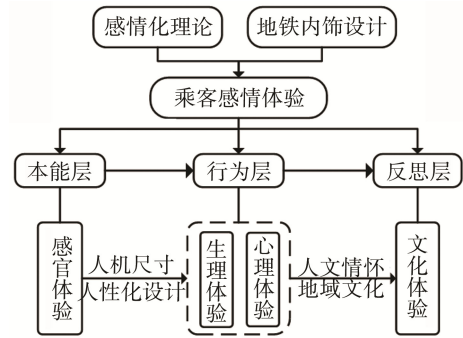 感情化理论
地铁内饰设计
乘客感情体验
本能层
行为层
反思层
感官体验
人机尺寸
人性化设计
生理体验
心理体验
人文情怀
地域文化
文化体验